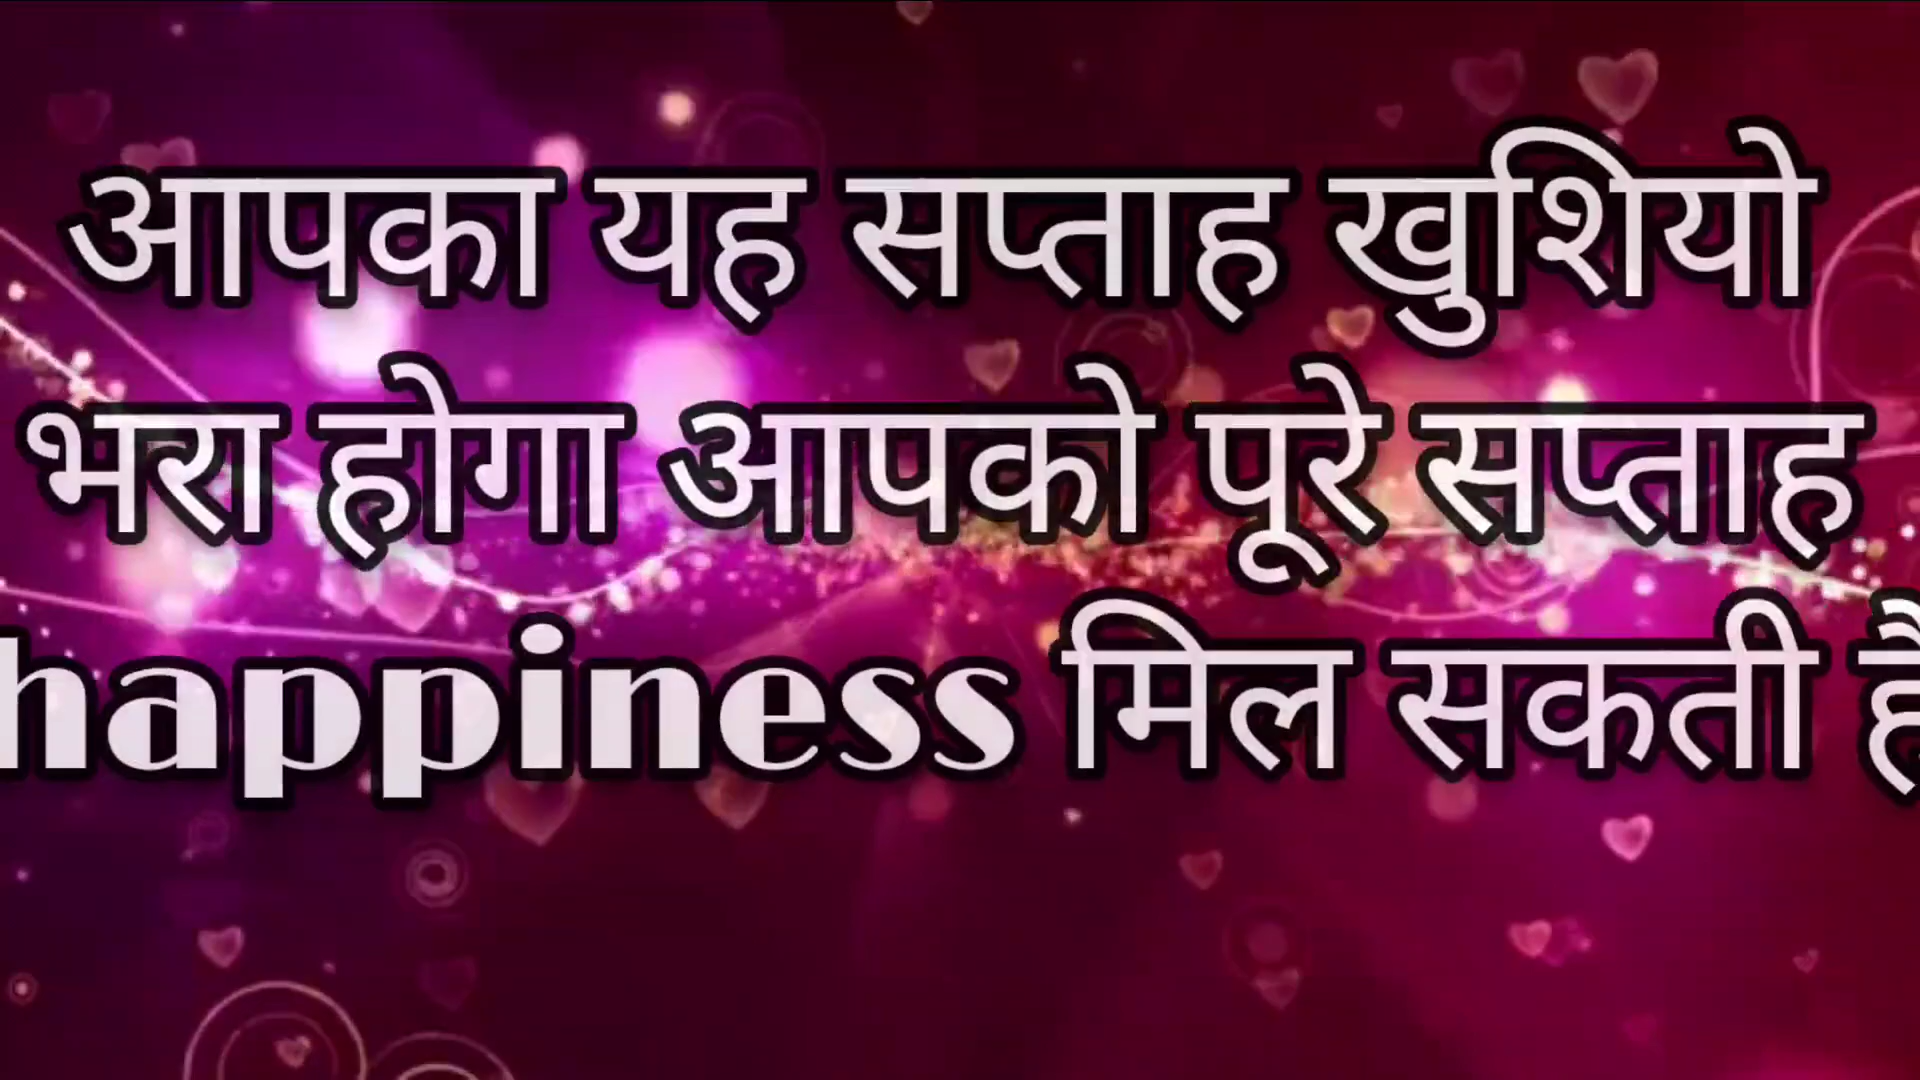 आपका यह सप्ताह खुशियो
भरा होगा आपको पूरे सप्ताह
happiness मिल सकती है